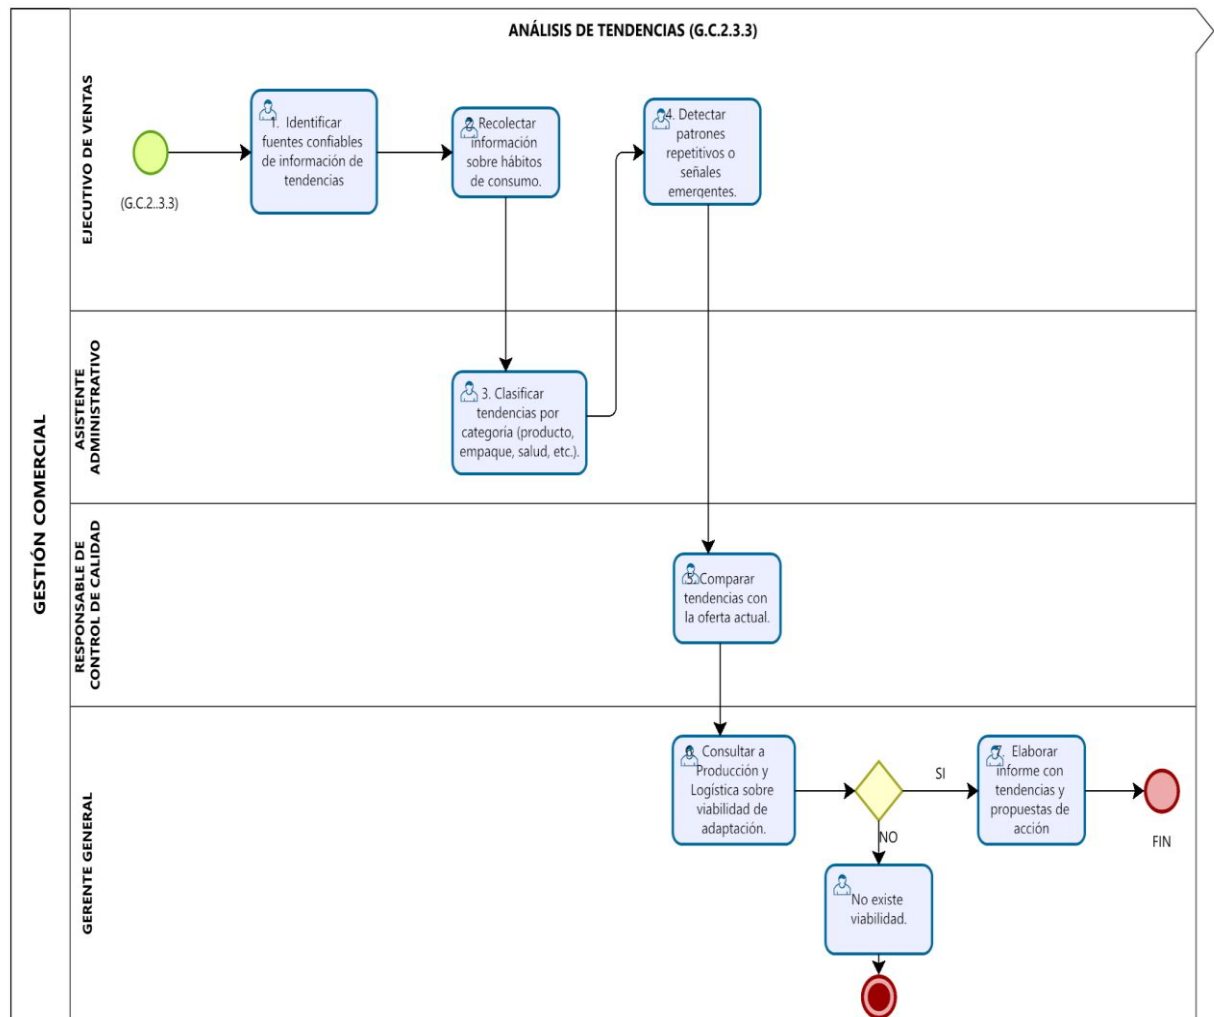 ANÁLISIS DE TENDENCIAS (G.C.2.3.3)
GESTIÓN COMERCIAL
EJECUTIVO DE VENTAS
(G.C.2..3.3)
1. Identificar
fuentes confiables
de información de
tendencias
Recolectar
información
sobre hábitos
de consumo.
4. Detectar
patrones
repetitivos o
señales
emergentes.
ASISTENTE
ADMINISTRATIVO
3. Clasificar
tendencias por
categoría (producto,
empaque, salud, etc.).
RESPONSABLE DE
CONTROL DE CALIDAD
5. Comparar
tendencias con
la oferta actual.
GERENTE GENERAL
Consultar a
Producción y
Logística sobre
viabilidad de
adaptación.
SI
NO
7. Elaborar
informe con
tendencias y
propuestas de
acción
FIN
No existe
viabilidad.